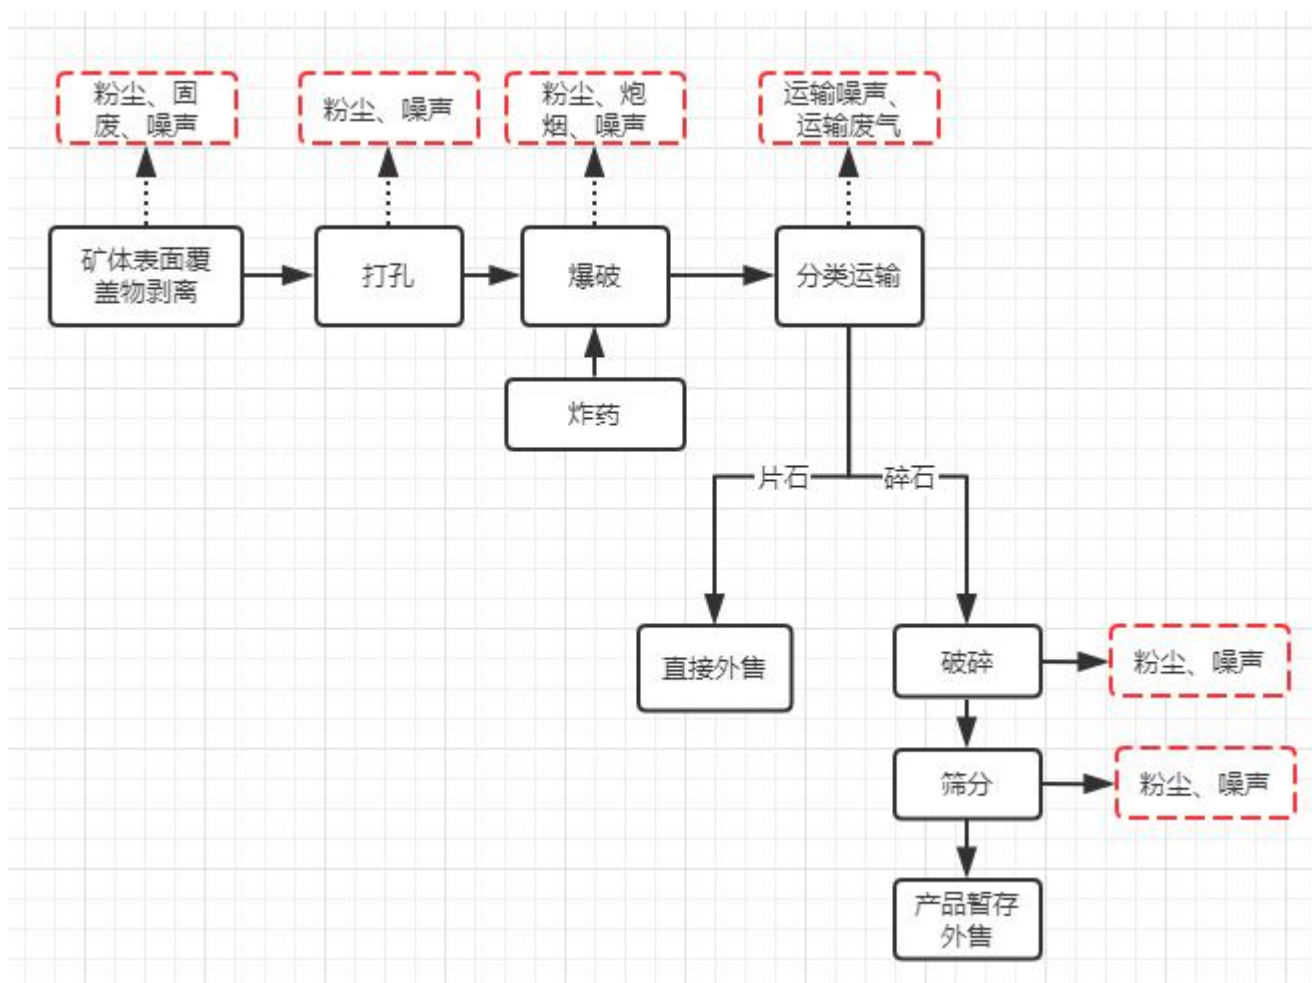 粉尘、固
废、噪声
粉尘、噪声
粉尘、炮
烟、噪声
运输噪声、
运输废气
矿体表面覆
盖物剥离
打孔
爆破
分类运输
炸药
片石
碎石
直接外售
破碎
粉尘、噪声
筛分
粉尘、噪声
产品暂存
外售